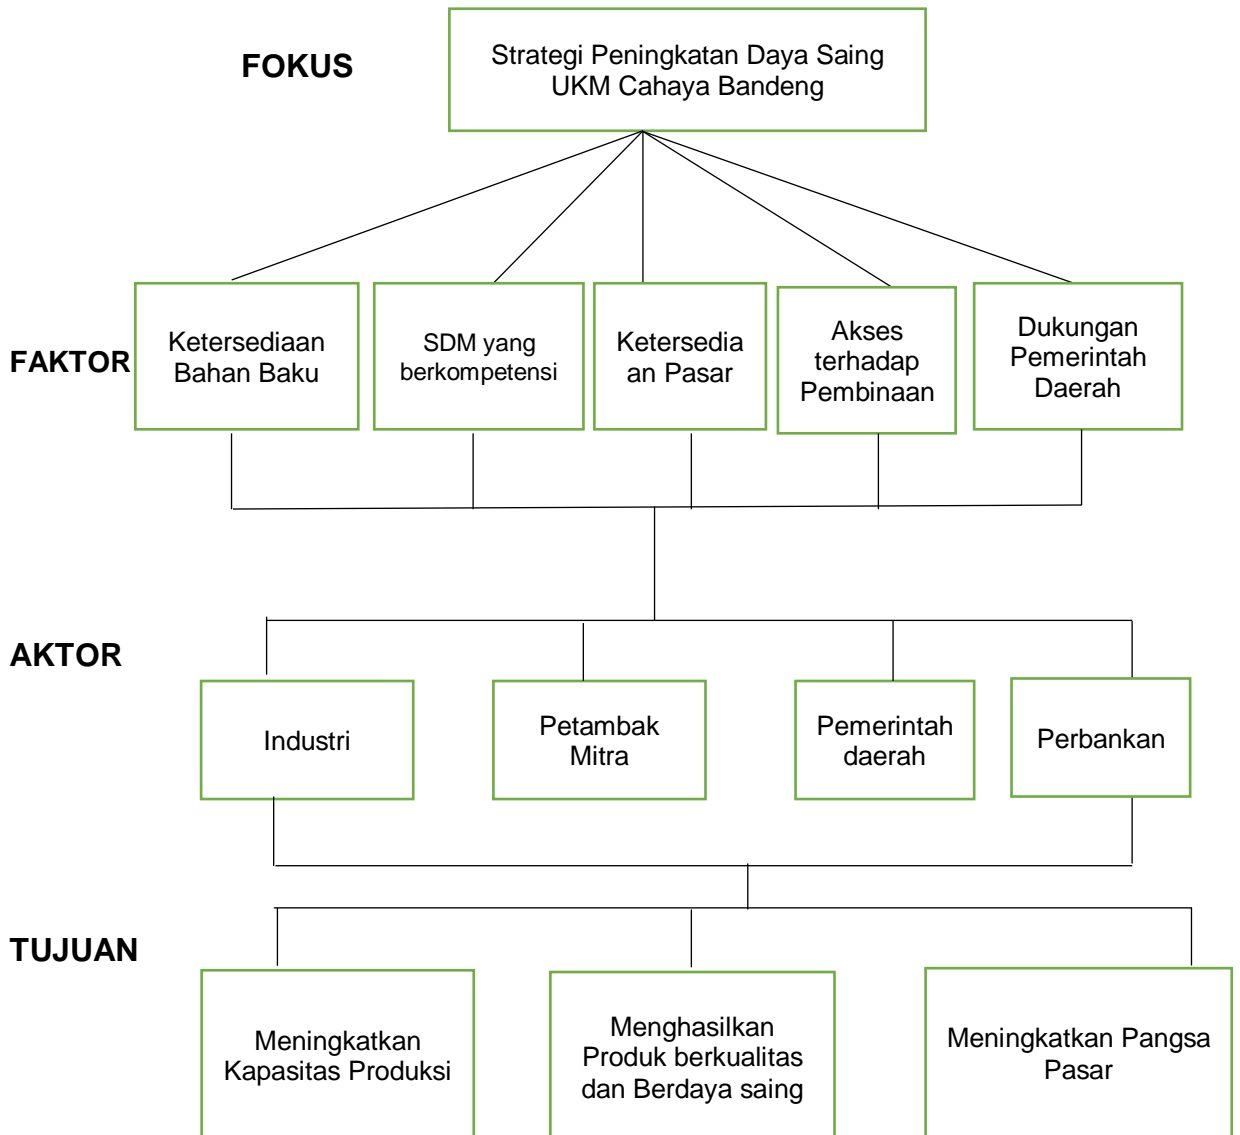 FOKUS
Strategi Peningkatan Daya Saing
UKM Cahaya Bandeng
FAKTOR
Ketersediaan
Bahan Baku
SDM yang
berkompetensi
Ketersedia
an Pasar
Akses
terhadap
Pembinaan
Dukungan
Pemerintah
Daerah
AKTOR
Industri
Petambak
Mitra
Pemerintah
daerah
Perbankan
TUJUAN
Meningkatkan
Kapasitas Produksi
Menghasilkan
Produk berkualitas
dan Berdaya saing
Meningkatkan Pangsa
Pasar